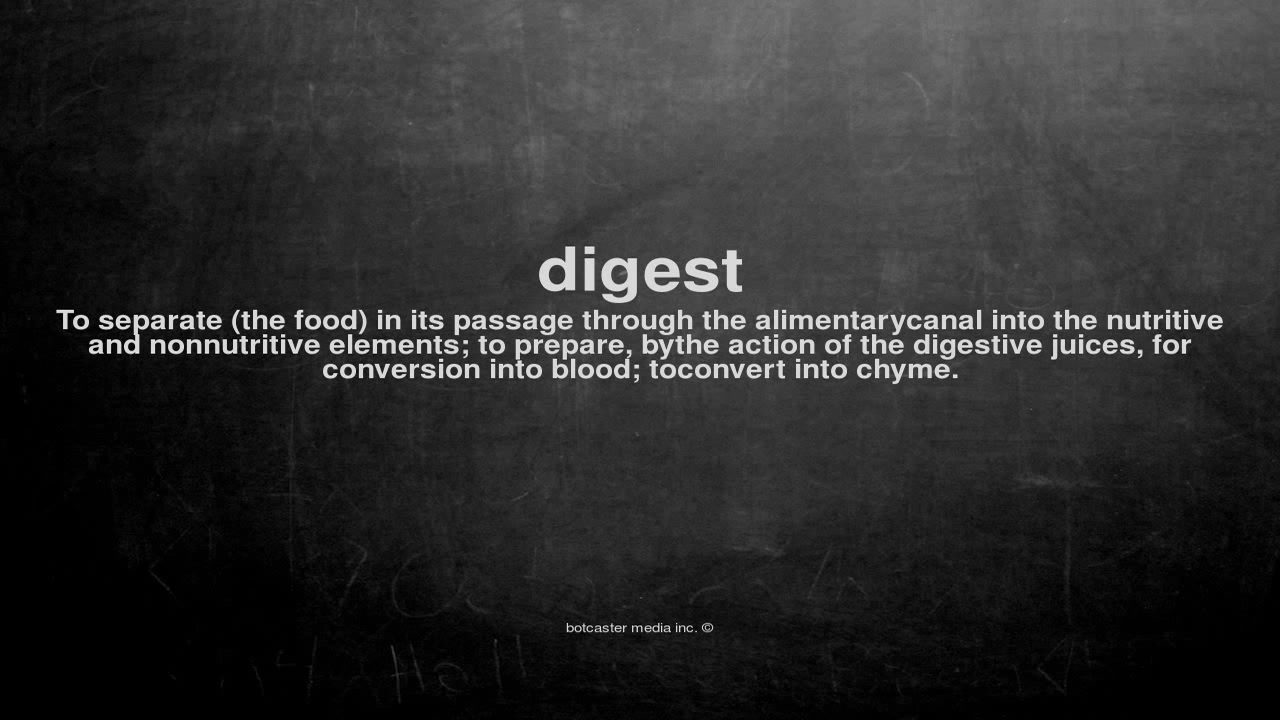 digest
To separate (the food) in its passage through the alimentarycanal into the nutritive
and nonnutritive elements; to prepare, bythe action of the digestive juices, for
conversion into blood; toconvert into chyme.
botcaster media inc. ©